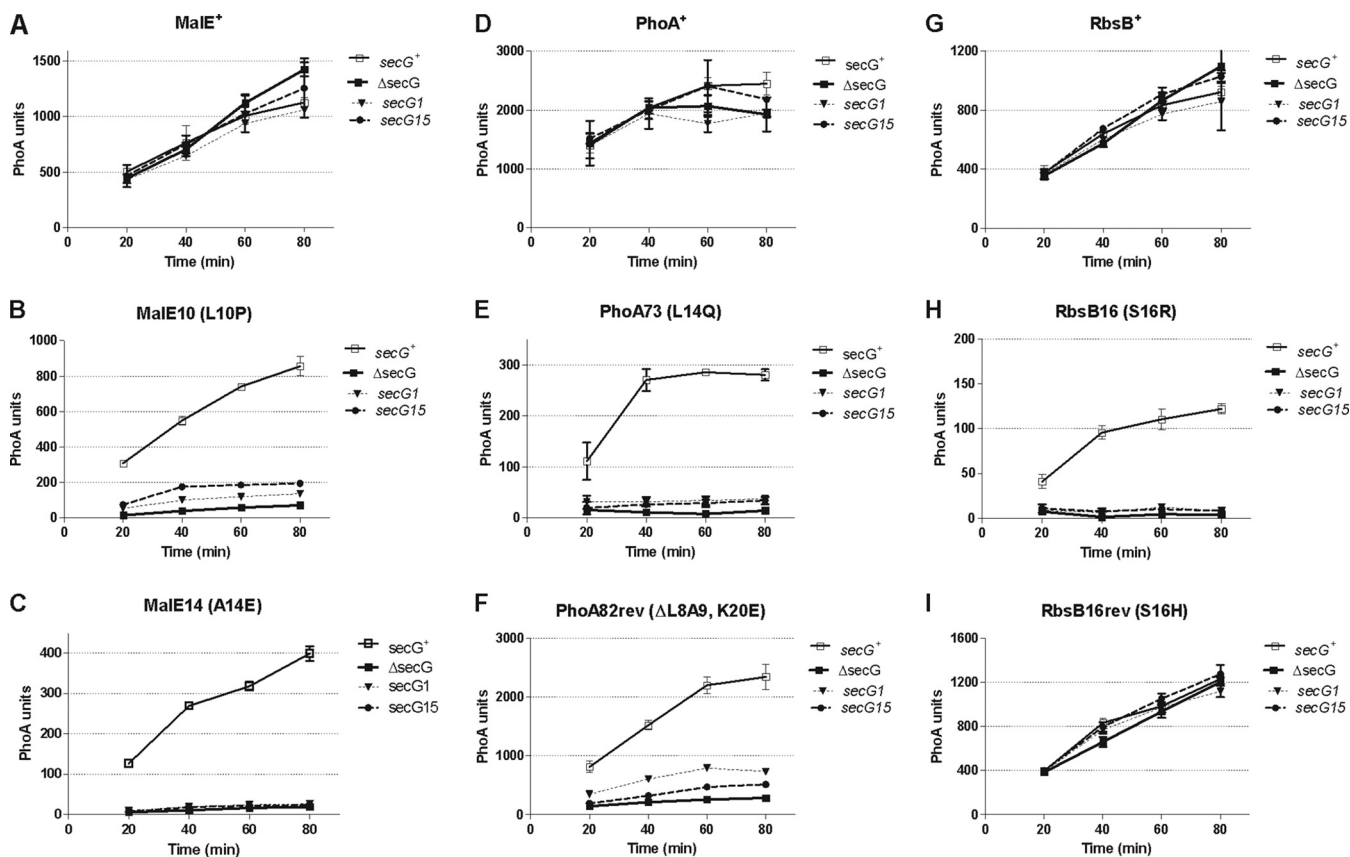 A
MalE⁺
PhoA units
1500
1000
500
0
0 20 40 60 80
Time (min)
secG⁺
ΔsecG
secG1
secG15
D
PhoA⁺
PhoA units
3000
2000
1000
0
0 20 40 60 80
Time (min)
secG⁺
ΔsecG
secG1
secG15
G
RbsB⁺
PhoA units
1200
800
400
0
0 20 40 60 80
Time (min)
secG⁺
ΔsecG
secG1
secG15
B
MalE10 (L10P)
PhoA units
1000
800
600
400
200
0
0 20 40 60 80
Time (min)
secG⁺
ΔsecG
secG1
secG15
E
PhoA73 (L14Q)
PhoA units
300
200
100
0
0 20 40 60 80
Time (min)
secG⁺
ΔsecG
secG1
secG15
H
RbsB16 (S16R)
PhoA units
200
150
100
50
0
0 20 40 60 80
Time (min)
secG⁺
ΔsecG
secG1
secG15
C
MalE14 (A14E)
PhoA units
400
300
200
100
0
0 20 40 60 80
Time (min)
secG⁺
ΔsecG
secG1
secG15
F
PhoA82rev (ΔL8A9, K20E)
PhoA units
3000
2000
1000
0
0 20 40 60 80
Time (min)
secG⁺
ΔsecG
secG1
secG15
I
RbsB16rev (S16H)
PhoA units
1600
1200
800
400
0
0 20 40 60 80
Time (min)
secG⁺
ΔsecG
secG1
secG15